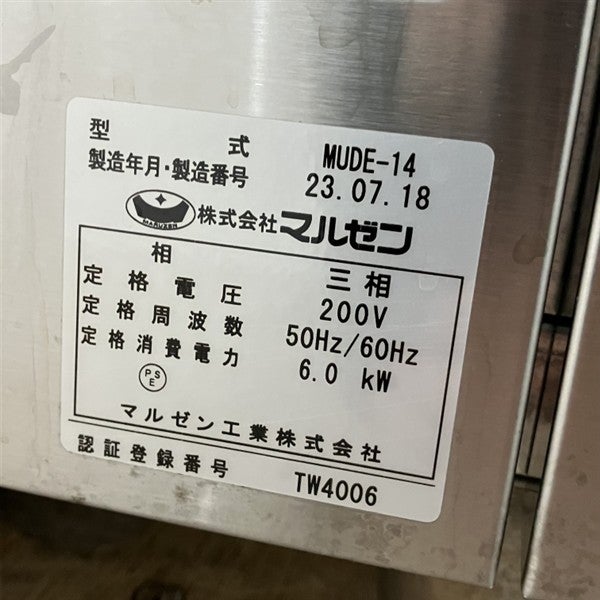 型式 MUDE-14
製造年月・製造番号 23.07.18
MARUZEN 株式会社マルゼン
相 三相
定格電圧 200V
定格周波数 50Hz/60Hz
定格消費電力 6.0 kW
PSE
マルゼン工業株式会社
認証登録番号 TW4006